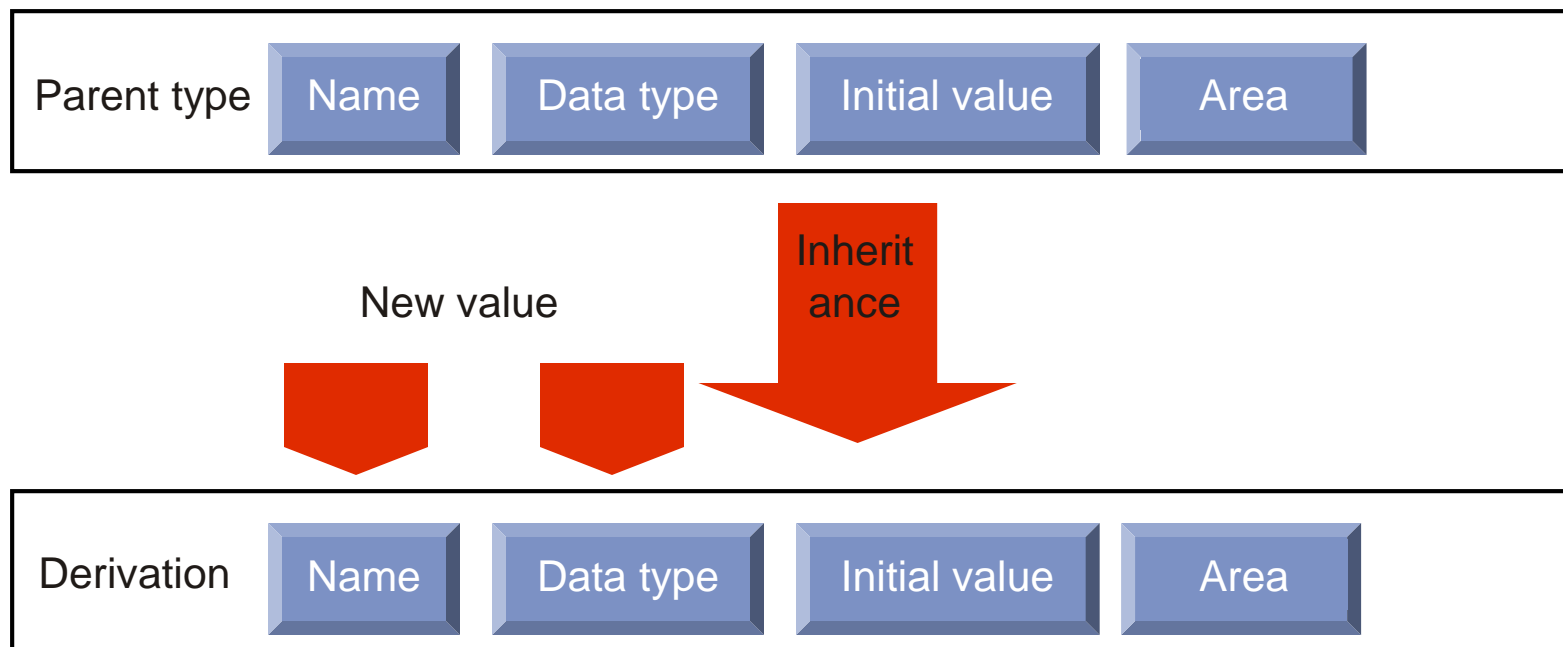 Parent type Name Data type Initial value Area
Inherit
ance
New value
Derivation Name Data type Initial value Area